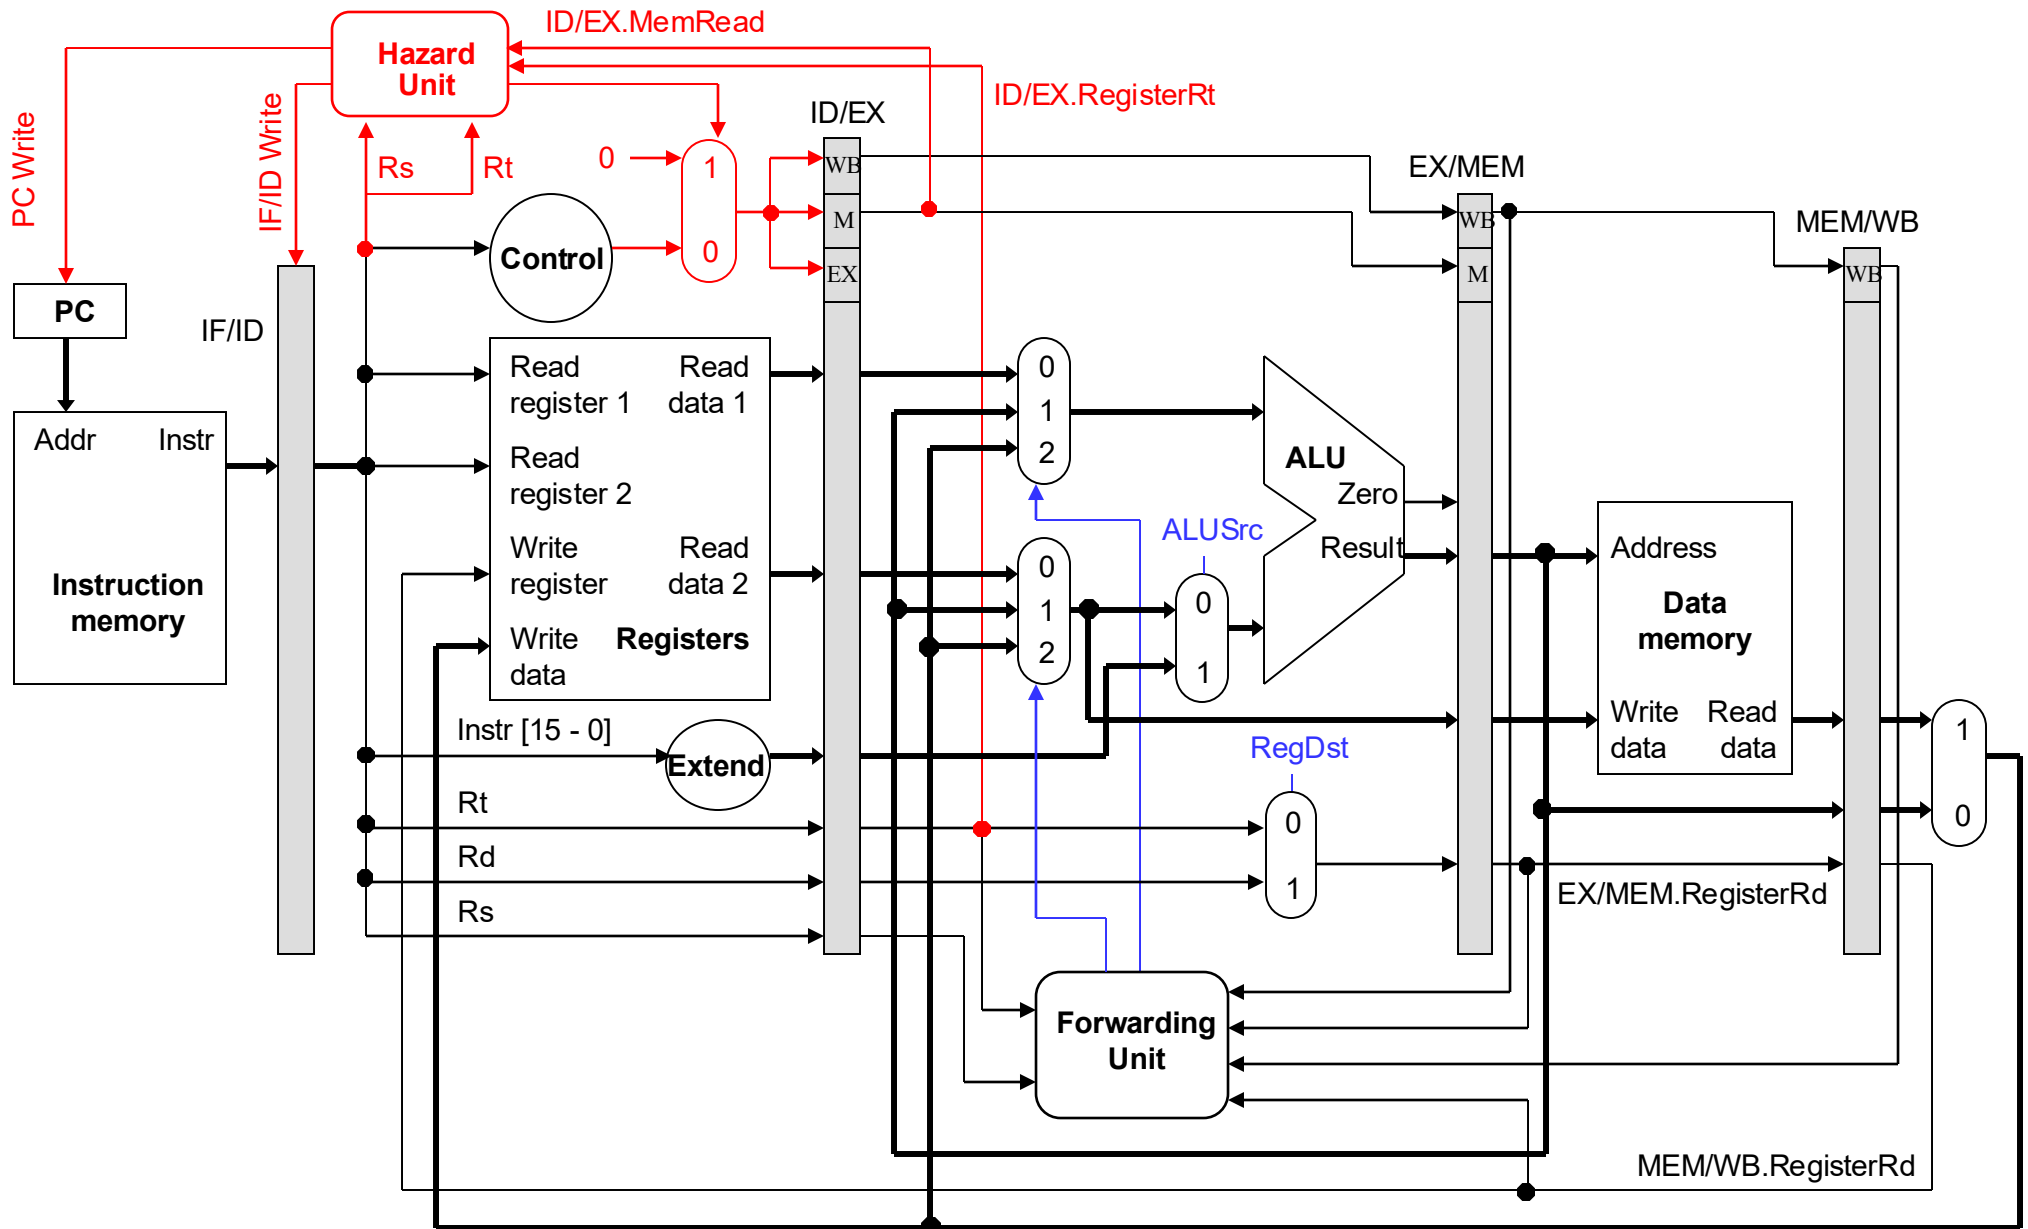 ID/EX.MemRead
Hazard
Unit
ID/EX.RegisterRt
PC Write
IF/ID Write
ID/EX
Rs
Rt
0
1
0
WB
M
EX
EX/MEM
WB
M
MEM/WB
WB
Control
PC
IF/ID
Addr
Instr
Instruction
memory
Read
register 1
Read
data 1
Read
register 2
Write
register
Read
data 2
Write
data
Registers
0
1
2
0
1
2
ALUSrc
0
1
ALU
Zero
Result
Address
Data
memory
Write
data
Read
data
1
0
Instr [15 - 0]
Extend
RegDst
0
1
Rt
Rd
Rs
EX/MEM.RegisterRd
Forwarding
Unit
MEM/WB.RegisterRd